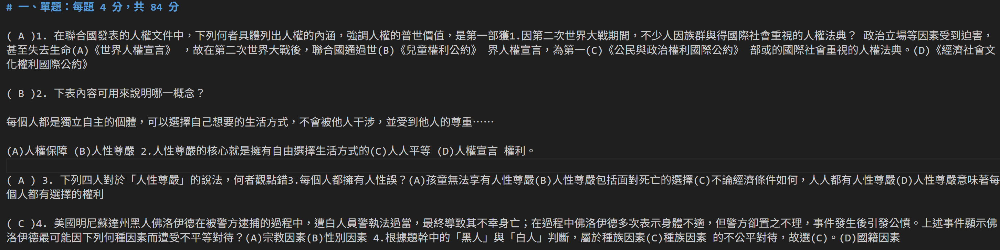 # 一、單題：每題 4 分，共 84 分
( A )1. 在聯合國發表的人權文件中，下列何者具體列出人權的內涵，強調人權的普世價值，是第一部獲1.因第二次世界大戰期間，不少人因族群與得國際社會重視的人權法典？ 政治立場等因素受到迫害，
甚至失去生命(A)《世界人權宣言》 ，故在第二次世界大戰後，聯合國通過世(B)《兒童權利公約》 界人權宣言，為第一(C)《公民與政治權利國際公約》 部或的國際社會重視的人權法典。(D)《經濟社會文
化權利國際公約》
( B )2. 下表內容可用來說明哪一概念？
每個人都是獨立自主的個體，可以選擇自己想要的生活方式，不會被他人干涉，並受到他人的尊重……
(A)人權保障 (B)人性尊嚴 2.人性尊嚴的核心就是擁有自由選擇生活方式的(C)人人平等 (D)人權宣言 權利。
( A ) 3. 下列四人對於「人性尊嚴」的說法，何者觀點錯3.每個人都擁有人性誤？(A)孩童無法享有人性尊嚴(B)人性尊嚴包括面對死亡的選擇(C)不論經濟條件如何，人人都有人性尊嚴(D)人性尊嚴意味著每
個人都有選擇的權利
( C )4. 美國明尼蘇達州黑人佛洛伊德在被警方逮捕的過程中，遭白人員警執法過當，最終導致其不幸身亡；在過程中佛洛伊德多次表示身體不適，但警方卻置之不理，事件發生後引發公憤。上述事件顯示佛
洛伊德最可能因下列何種因素而遭受不平等對待？(A)宗教因素(B)性別因素 4.根據題幹中的「黑人」與「白人」判斷，屬於種族因素(C)種族因素 的不公平對待，故選(C)。(D)國籍因素